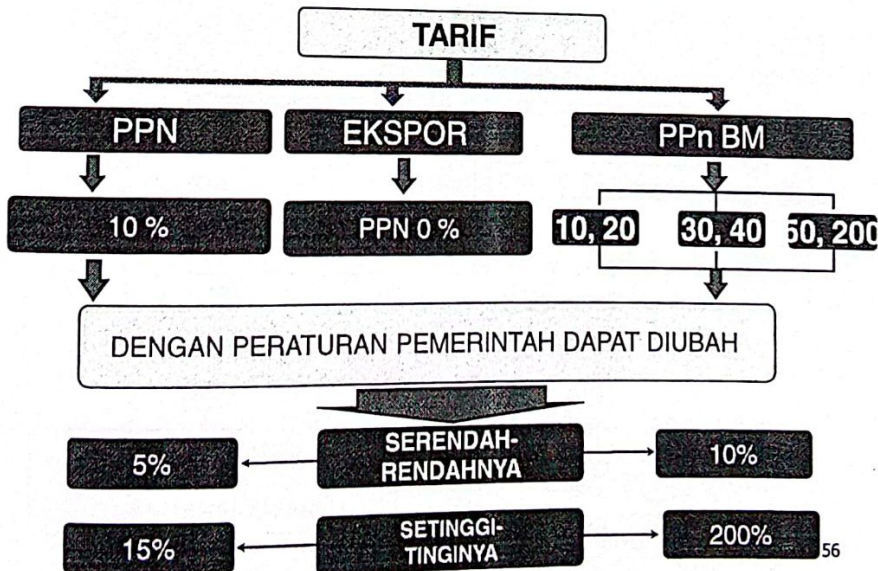 TARIF
PPN
EKSPOR
PPn BM
10 %
PPN 0 %
10, 20
30, 40
50, 200
DENGAN PERATURAN PEMERINTAH DAPAT DIUBAH
5%
SERENDAH-
RENDAHNYA
10%
15%
SETINGGI-
TINGINYA
200%
56